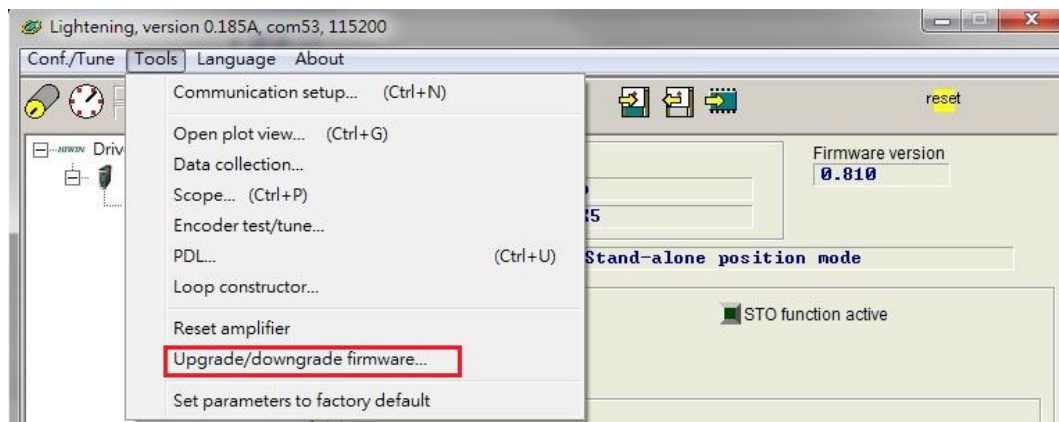 Lightening, version 0.185A, com53, 115200
Conf./Tune Tools Language About
Communication setup... (Ctrl+N)
Open plot view... (Ctrl+G)
Data collection...
Scope... (Ctrl+P)
Encoder test/tune...
PDL... (Ctrl+U)
Loop constructor...
Reset amplifier
Upgrade/downgrade firmware...
Set parameters to factory default
reset
HIWIN Driv
Firmware version
0.810
Stand-alone position mode
STO function active